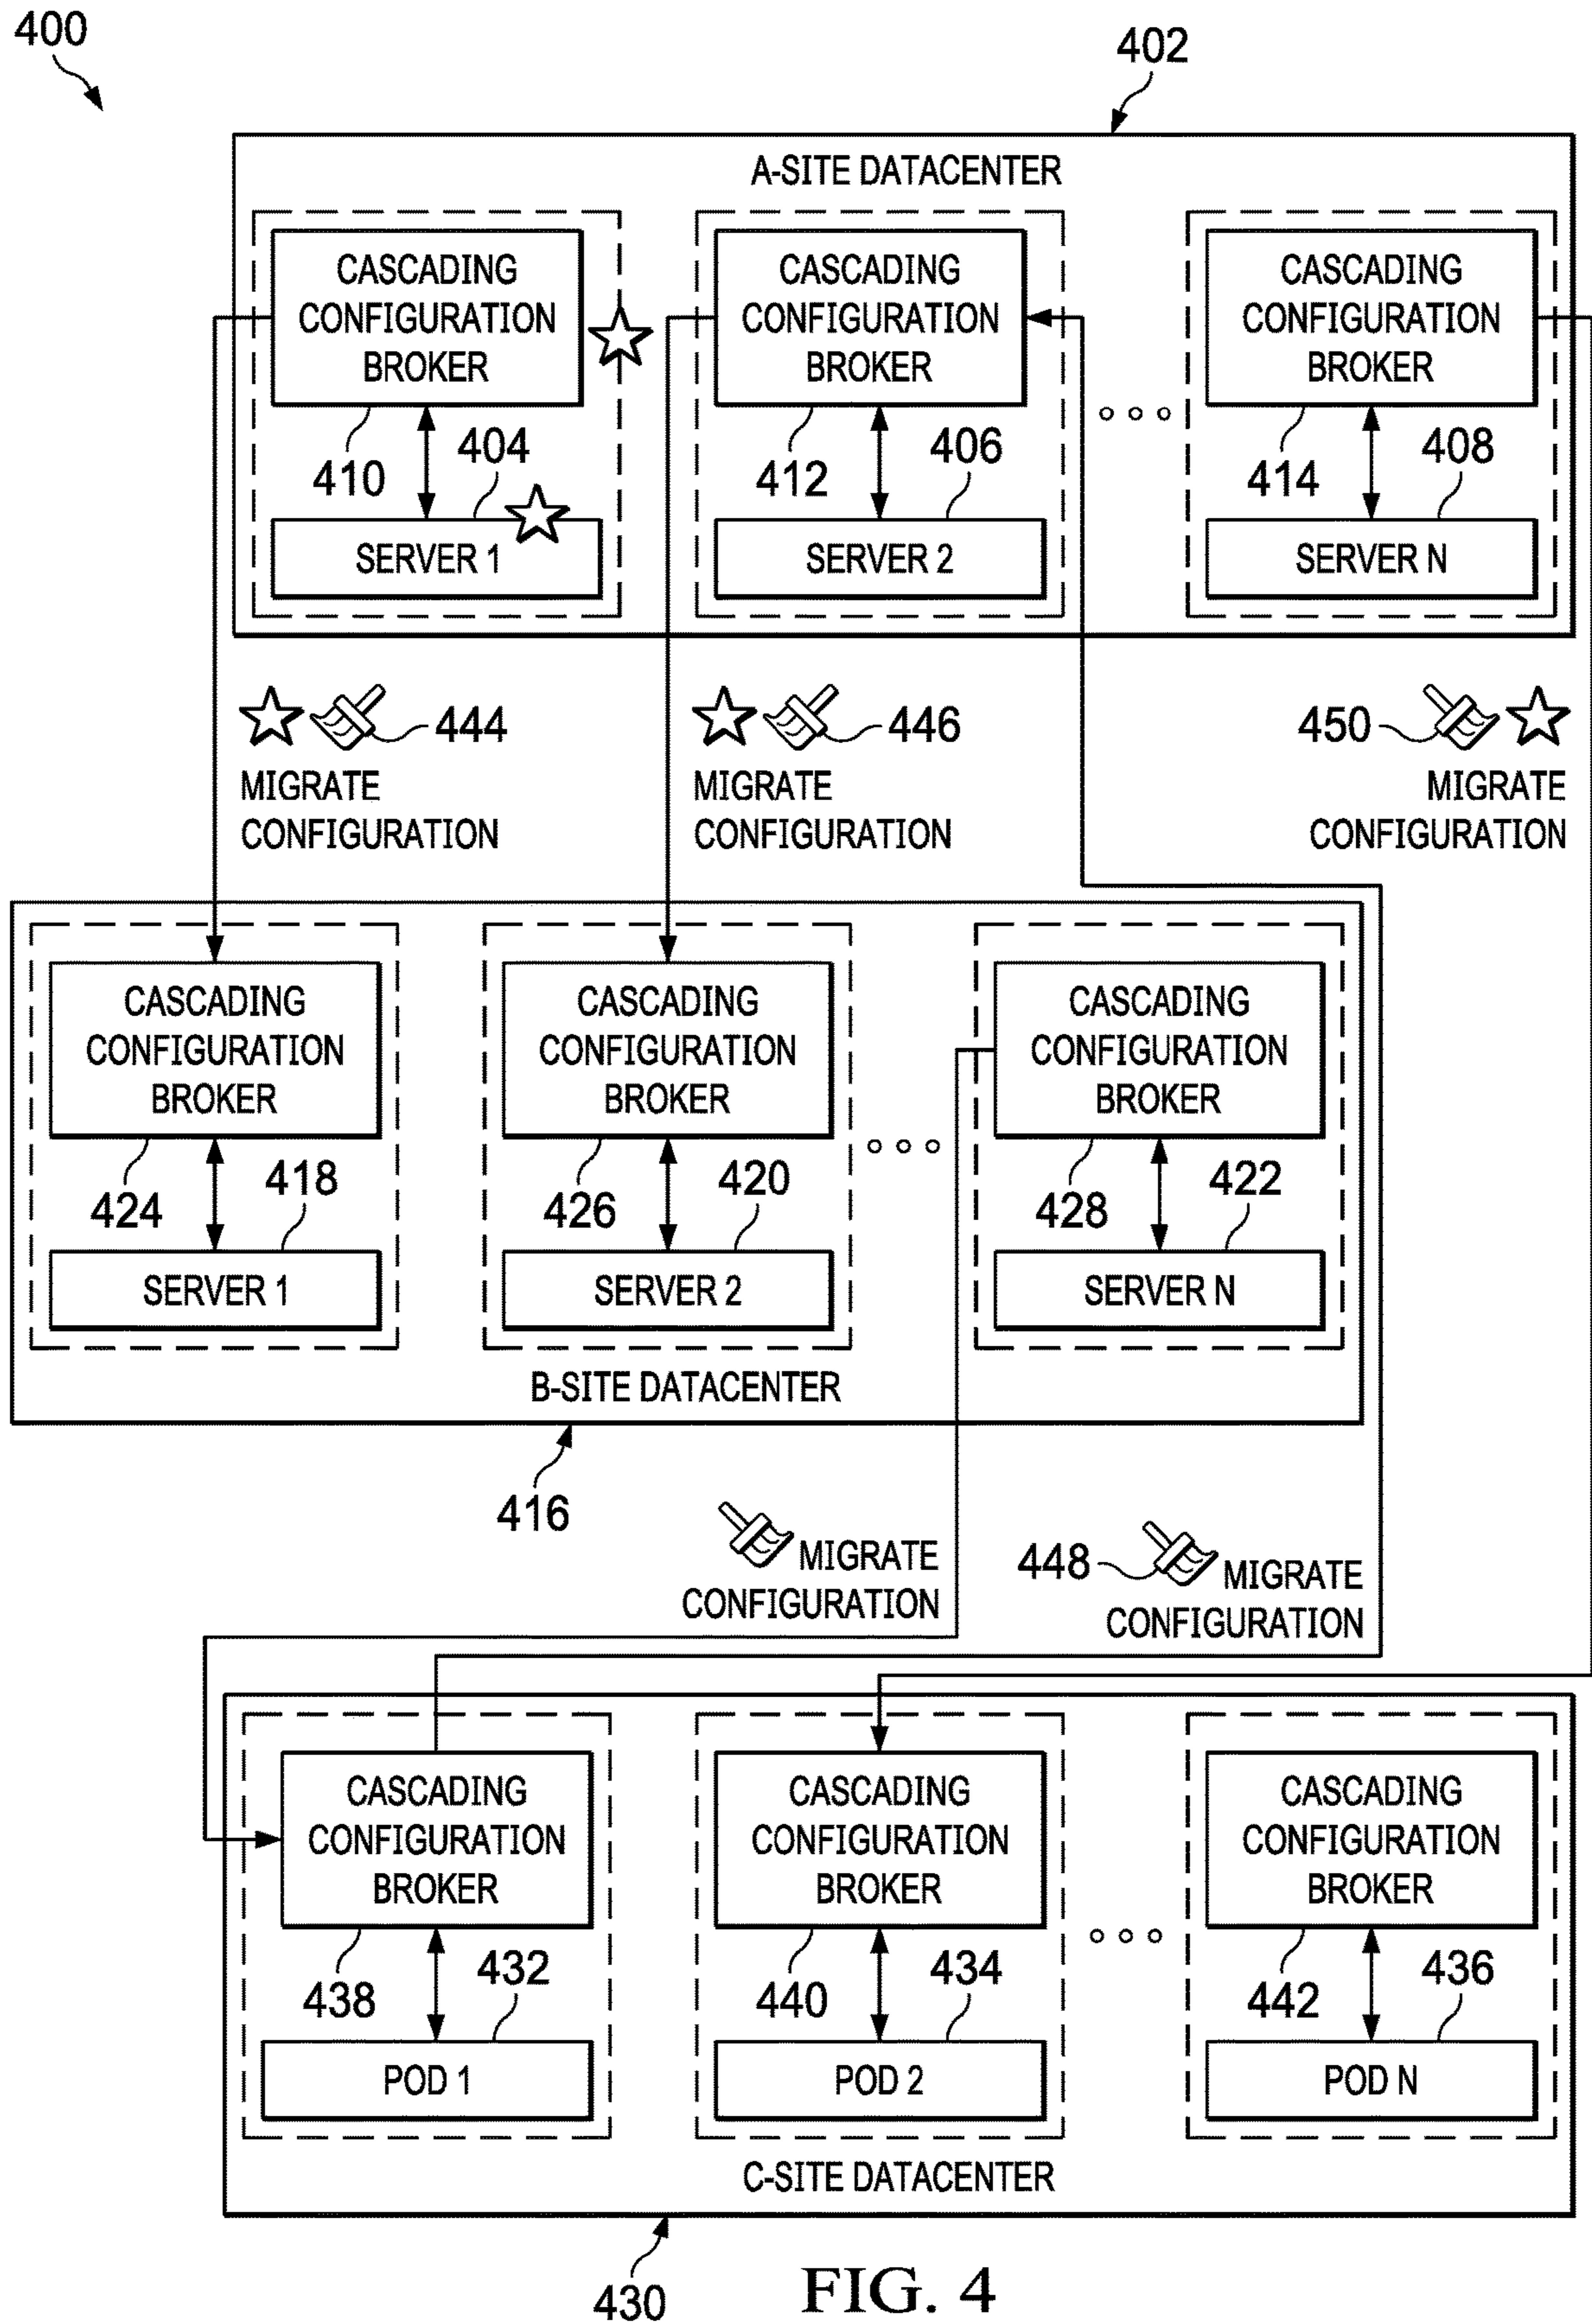 400
402
A-SITE DATACENTER
CASCADING
CONFIGURATION
BROKER
CASCADING
CONFIGURATION
BROKER
CASCADING
CONFIGURATION
BROKER
410
404
412
406
414
408
SERVER 1
SERVER 2
SERVER N
444
MIGRATE
CONFIGURATION
446
MIGRATE
CONFIGURATION
450
MIGRATE
CONFIGURATION
CASCADING
CONFIGURATION
BROKER
CASCADING
CONFIGURATION
BROKER
CASCADING
CONFIGURATION
BROKER
424
418
426
420
428
422
SERVER 1
SERVER 2
SERVER N
B-SITE DATACENTER
416
MIGRATE
CONFIGURATION
448
MIGRATE
CONFIGURATION
CASCADING
CONFIGURATION
BROKER
CASCADING
CONFIGURATION
BROKER
CASCADING
CONFIGURATION
BROKER
438
432
440
434
442
436
POD 1
POD 2
POD N
C-SITE DATACENTER
430
FIG. 4